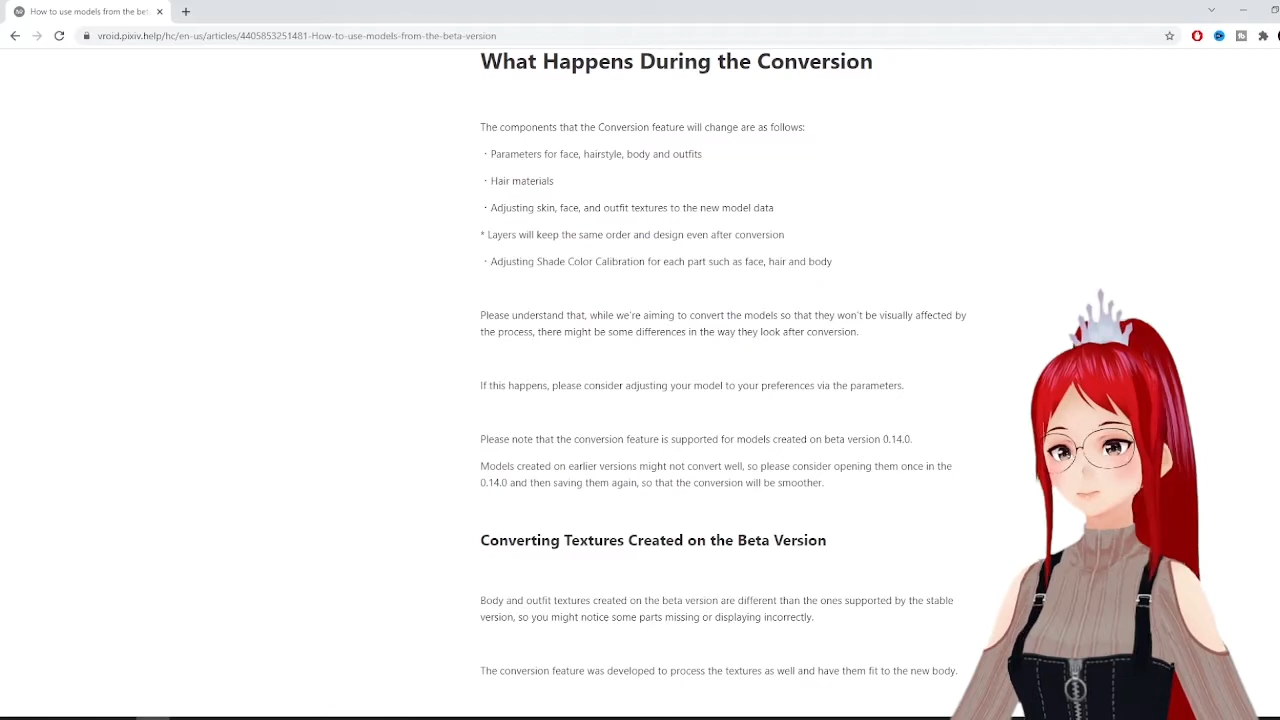 How to use models from the bet
vroid.pixiv.help/hc/en-us/articles/4405853251481-How-to-use-models-from-the-beta-version
What Happens During the Conversion
The components that the Conversion feature will change are as follows:
・Parameters for face, hairstyle, body and outfits
・Hair materials
・Adjusting skin, face, and outfit textures to the new model data
* Layers will keep the same order and design even after conversion
・Adjusting Shade Color Calibration for each part such as face, hair and body
Please understand that, while we're aiming to convert the models so that they won't be visually affected by
the process, there might be some differences in the way they look after conversion.
If this happens, please consider adjusting your model to your preferences via the parameters.
Please note that the conversion feature is supported for models created on beta version 0.14.0.
Models created on earlier versions might not convert well, so please consider opening them once in the
0.14.0 and then saving them again, so that the conversion will be smoother.
Converting Textures Created on the Beta Version
Body and outfit textures created on the beta version are different than the ones supported by the stable
version, so you might notice some parts missing or displaying incorrectly.
The conversion feature was developed to process the textures as well and have them fit to the new body.